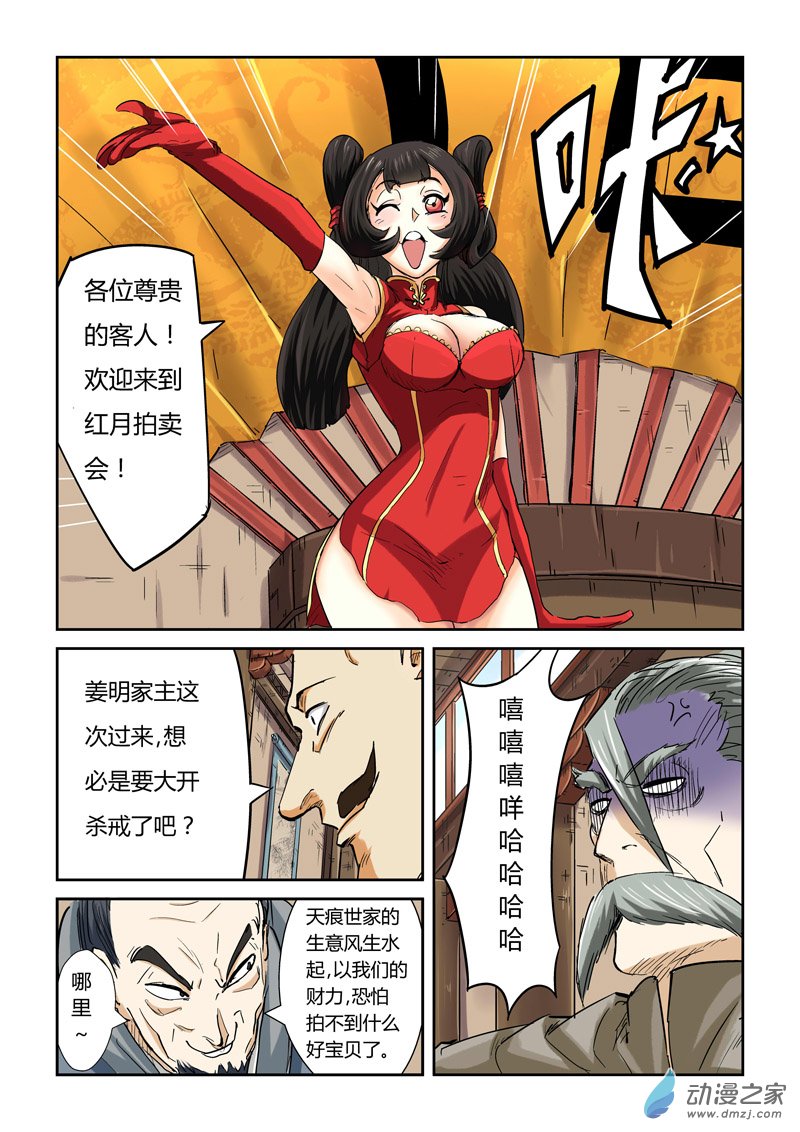 咔
各位尊贵
的客人！
欢迎来到
红月拍卖
会！
姜明家主这
次过来，想
必是要大开
杀戒了吧？
嘻嘻嘻咩哈哈哈哈
哪
里
~
天痕世家的
生意风生水
起，以我们的
财力，恐怕
拍不到什么
好宝贝了。
动漫之家
www.dmzj.com